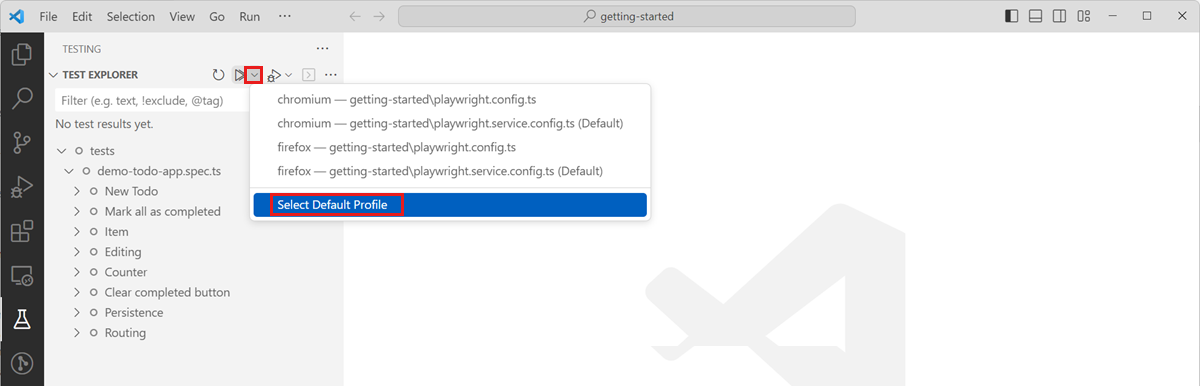 File Edit Selection View Go Run ··· getting-started
TESTING ···
TEST EXPLORER ···
Filter (e.g. text, !exclude, @tag)
No test results yet.
tests
demo-todo-app.spec.ts
New Todo
Mark all as completed
Item
Editing
Counter
Clear completed button
Persistence
Routing
chromium — getting-started\playwright.config.ts
chromium — getting-started\playwright.service.config.ts (Default)
firefox — getting-started\playwright.config.ts
firefox — getting-started\playwright.service.config.ts (Default)
Select Default Profile